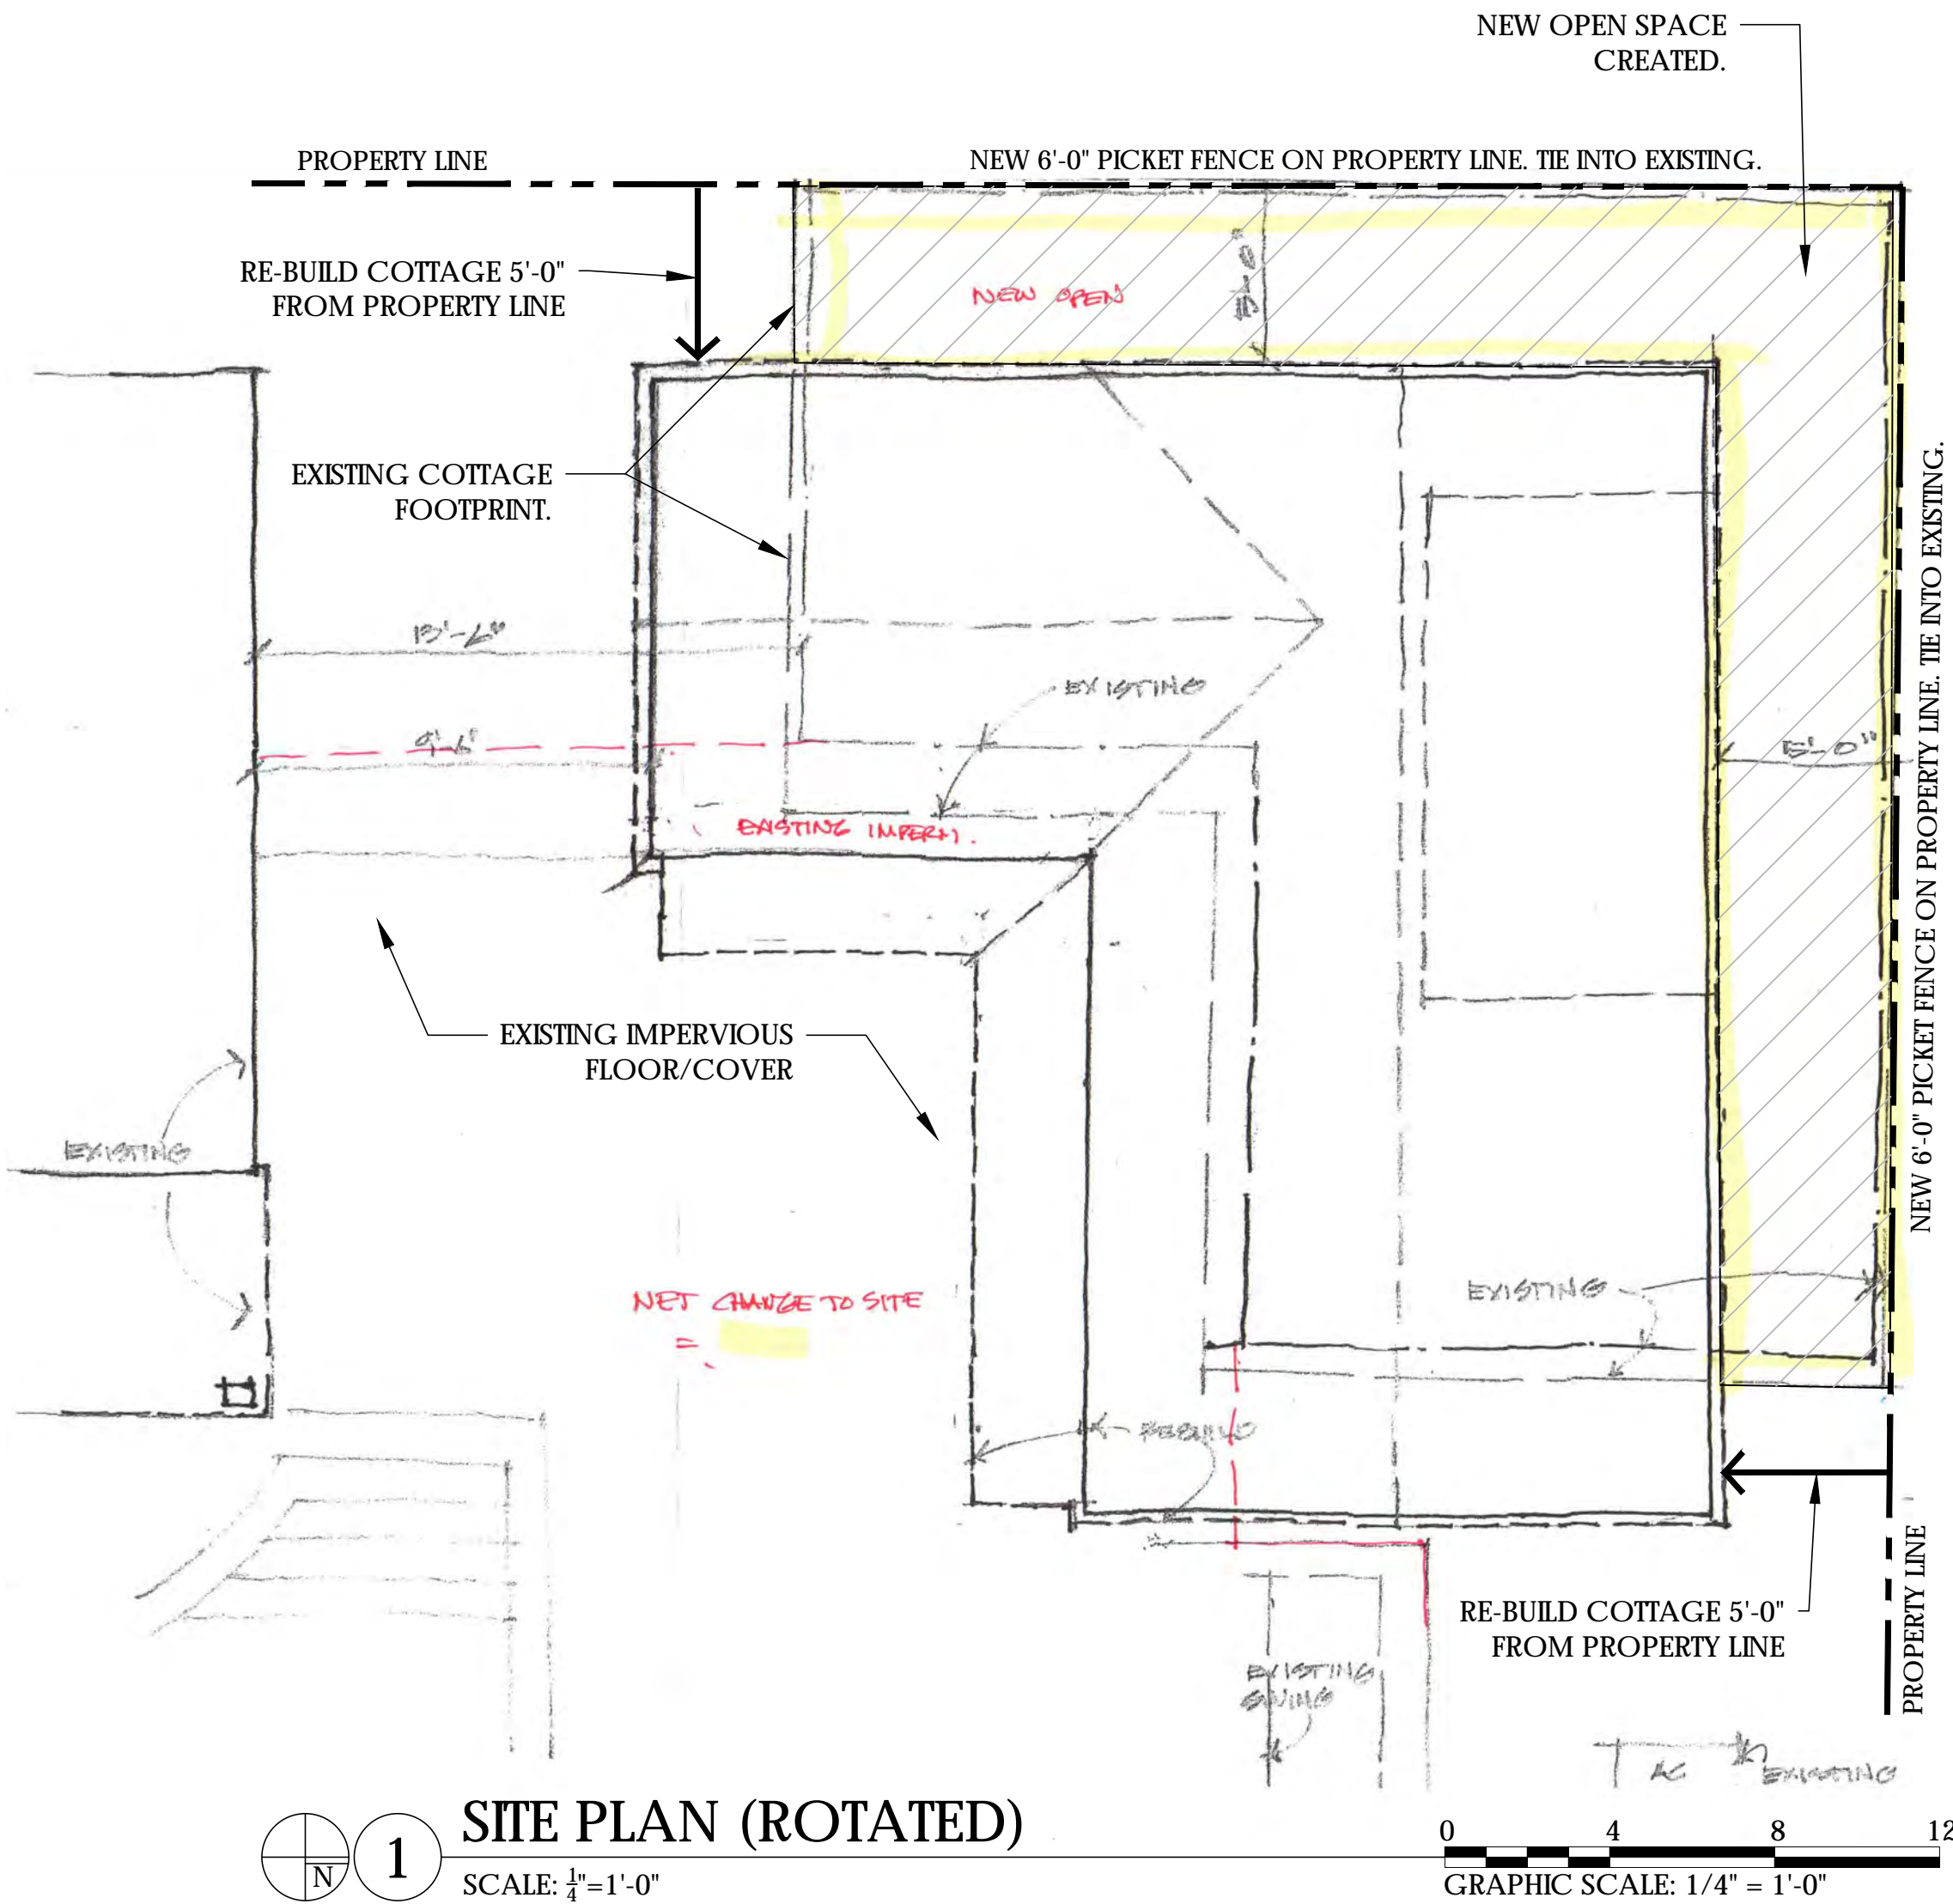 NEW OPEN SPACE
CREATED.
PROPERTY LINE
NEW 6'-0" PICKET FENCE ON PROPERTY LINE. TIE INTO EXISTING.
RE-BUILD COTTAGE 5'-0"
FROM PROPERTY LINE
NEW OPEN
5'-0"
EXISTING COTTAGE
FOOTPRINT.
NEW 6'-0" PICKET FENCE ON PROPERTY LINE. TIE INTO EXISTING.
13'-6"
EXISTING
9'-6"
5'-0"
EXISTING IMPERM.
EXISTING IMPERVIOUS
FLOOR/COVER
EXISTING
EXISTING
NET CHANGE TO SITE
=
REBUILD
RE-BUILD COTTAGE 5'-0"
FROM PROPERTY LINE
PROPERTY LINE
EXISTING
SWING
AC
EXISTING
N
1
SITE PLAN (ROTATED)
SCALE: 1/4"=1'-0"
0 4 8 12
GRAPHIC SCALE: 1/4" = 1'-0"